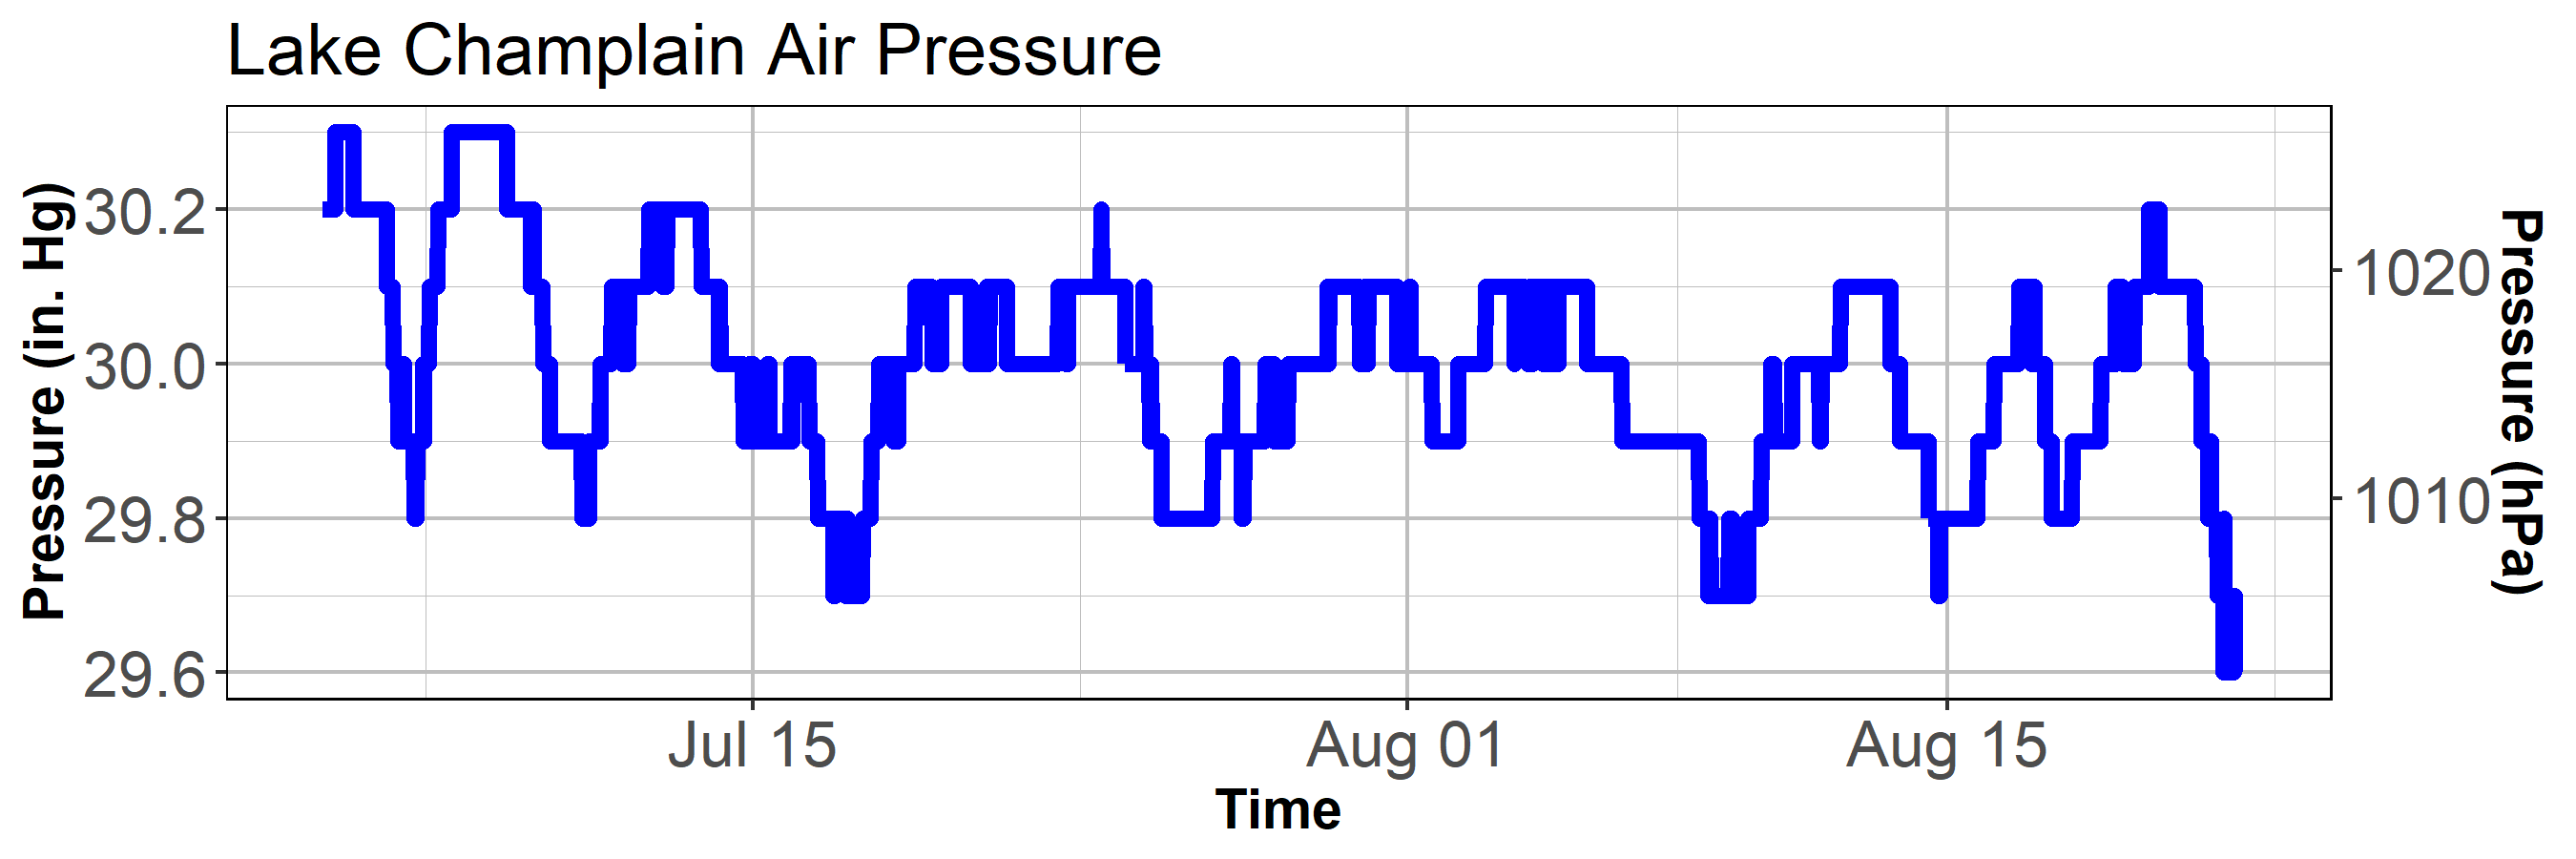 Lake Champlain Air Pressure
Pressure (in. Hg)
30.2
30.0
29.8
29.6
1020
1010
Pressure (hPa)
Jul 15
Aug 01
Aug 15
Time